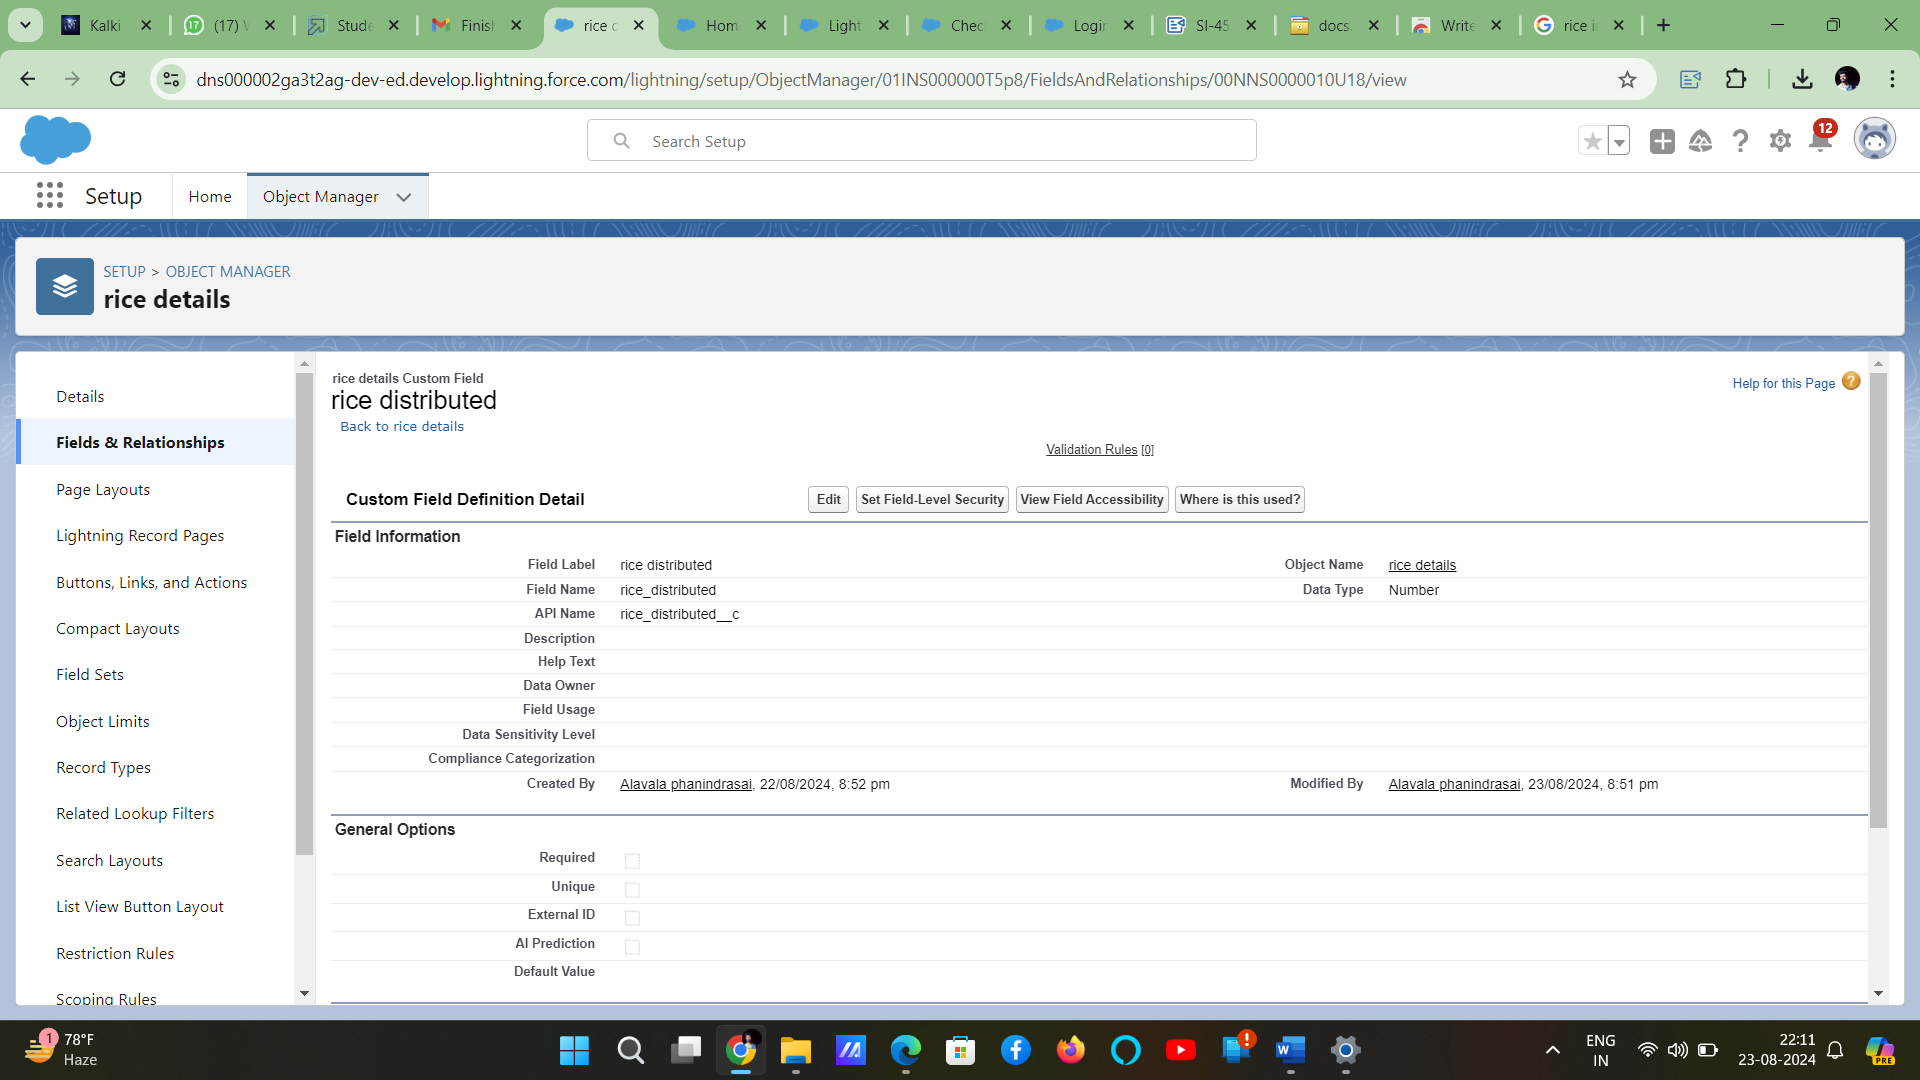 Kalki
(17) W
Stude
Finish
rice d
Home
Light
Chec
Login
SI-45
docs.
Write
rice in
dns000002ga3t2ag-dev-ed.develop.lightning.force.com/lightning/setup/ObjectManager/01INS000000T5p8/FieldsAndRelationships/00NNS0000010U18/view
Search Setup
12
Setup
Home
Object Manager
SETUP > OBJECT MANAGER
rice details
Details
Fields & Relationships
Page Layouts
Lightning Record Pages
Buttons, Links, and Actions
Compact Layouts
Field Sets
Object Limits
Record Types
Related Lookup Filters
Search Layouts
List View Button Layout
Restriction Rules
Scoping Rules
rice details Custom Field
rice distributed
Back to rice details
Help for this Page
Validation Rules [0]
Custom Field Definition Detail
Edit
Set Field-Level Security
View Field Accessibility
Where is this used?
Field Information
Field Label rice distributed Object Name rice details
Field Name rice_distributed Data Type Number
API Name rice_distributed__c
Description
Help Text
Data Owner
Field Usage
Data Sensitivity Level
Compliance Categorization
Created By Alavala phanindrasai, 22/08/2024, 8:52 pm Modified By Alavala phanindrasai, 23/08/2024, 8:51 pm
General Options
Required
Unique
External ID
AI Prediction
Default Value
1
78°F
Haze
ENG
IN
22:11
23-08-2024
PRE